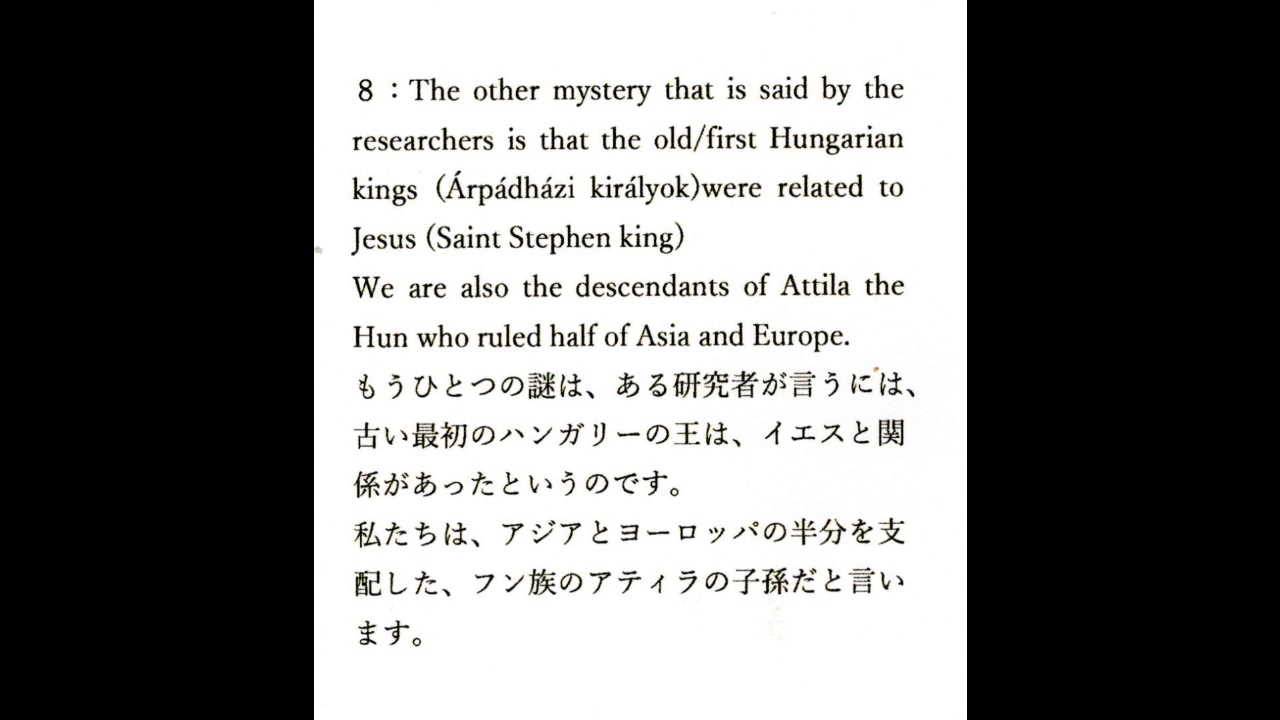 8：The other mystery that is said by the
researchers is that the old/first Hungarian
kings (Árpádházi királyok)were related to
Jesus (Saint Stephen king)
We are also the descendants of Attila the
Hun who ruled half of Asia and Europe.
もうひとつの謎は、ある研究者が言うには、
古い最初のハンガリーの王は、イエスと関
係があったというのです。
私たちは、アジアとヨーロッパの半分を支
配した、フン族のアティラの子孫だと言い
ます。